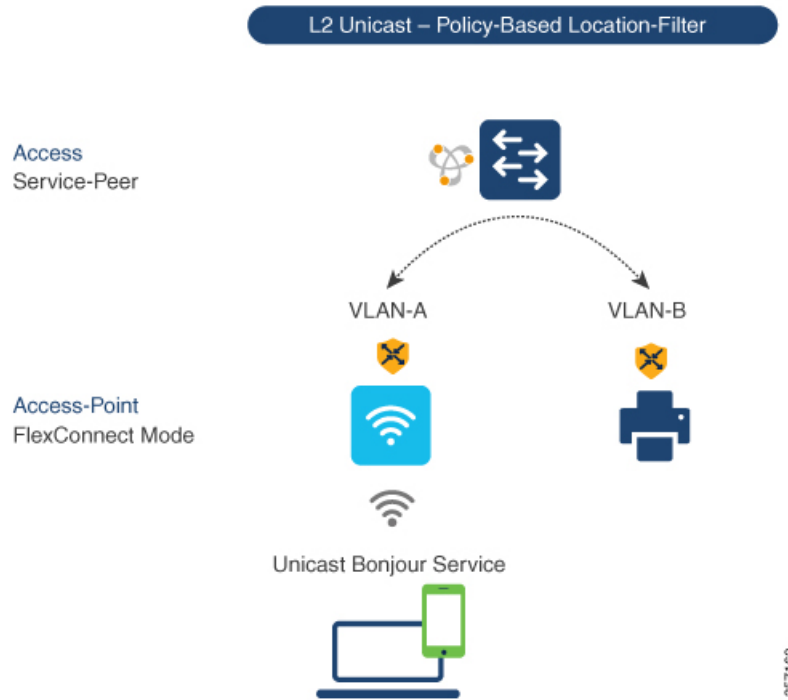 L2 Unicast – Policy-Based Location-Filter
Access
Service-Peer
VLAN-A
VLAN-B
Access-Point
FlexConnect Mode
Unicast Bonjour Service